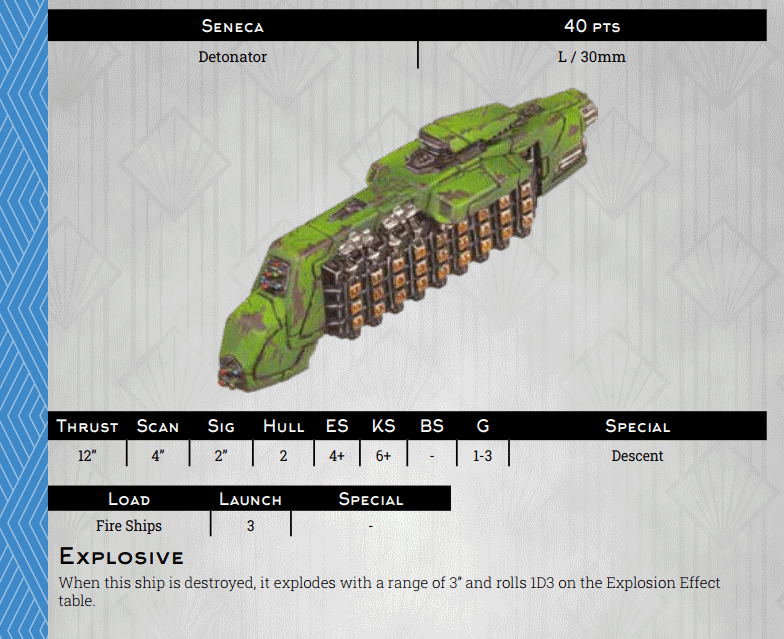 Seneca 40 pts
Detonator L / 30mm
Thrust Scan Sig Hull ES KS BS G Special
12" 4" 2" 2 4+ 6+ - 1-3 Descent
Load Launch Special
Fire Ships 3 -
Explosive
When this ship is destroyed, it explodes with a range of 3" and rolls 1D3 on the Explosion Effect
table.